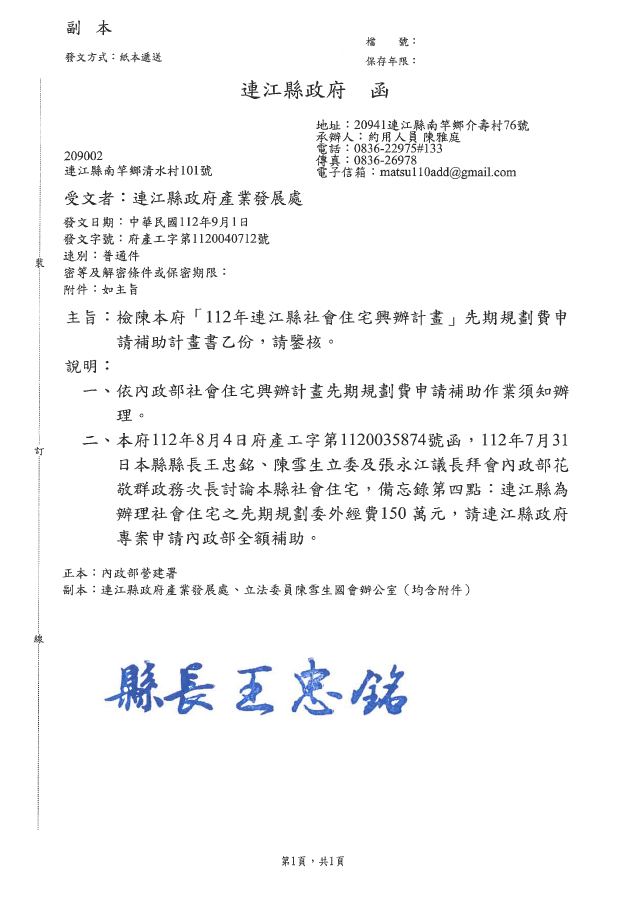 副 本
檔　　號：
發文方式：紙本遞送
保存年限：
連江縣政府　函
地址：20941連江縣南竿鄉介壽村76號
承辦人：約用人員 陳雅庭
電話：0836-22975#133
傳真：0836-26978
電子信箱：matsu110add@gmail.com
209002
連江縣南竿鄉清水村101號
受文者：連江縣政府產業發展處
發文日期：中華民國112年9月1日
發文字號：府產工字第1120040712號
速別：普通件
密等及解密條件或保密期限：
附件：如主旨
主旨：檢陳本府「112年連江縣社會住宅興辦計畫」先期規劃費申
請補助計畫書乙份，請鑒核。
說明：
一、依內政部社會住宅興辦計畫先期規劃費申請補助作業須知辦
理。
二、本府112年8月4日府產工字第1120035874號函，112年7月31
日本縣縣長王忠銘、陳雪生立委及張永江議長拜會內政部花
敬群政務次長討論本縣社會住宅，備忘錄第四點：連江縣為
辦理社會住宅之先期規劃委外經費150 萬元，請連江縣政府
專案申請內政部全額補助。
正本：內政部營建署
副本：連江縣政府產業發展處、立法委員陳雪生國會辦公室（均含附件）
裝
訂
線
縣長王忠銘
第1頁，共1頁